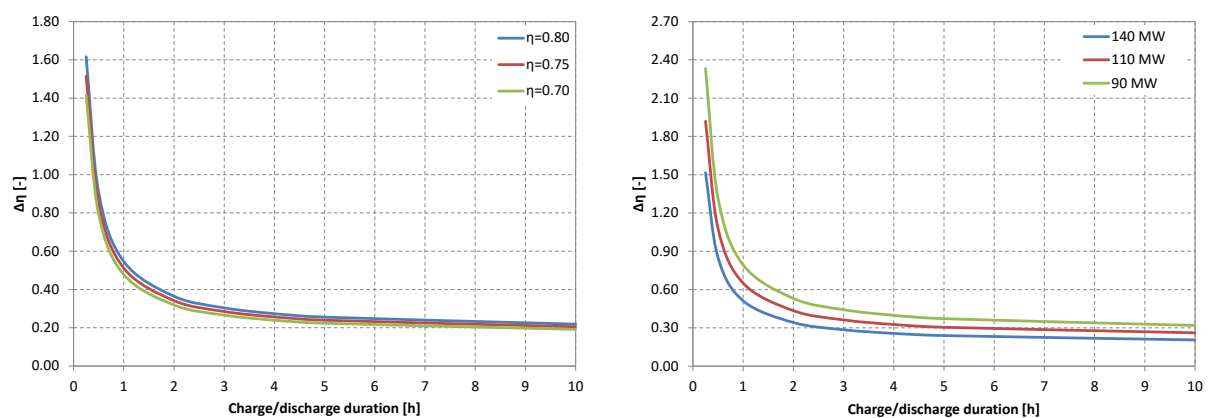 1.80
1.60
1.40
1.20
1.00
0.80
0.60
0.40
0.20
0.00
Δη [-]
0 1 2 3 4 5 6 7 8 9 10
Charge/discharge duration [h]
η=0.80
η=0.75
η=0.70
2.70
2.40
2.10
1.80
1.50
1.20
0.90
0.60
0.30
0.00
Δη [-]
0 1 2 3 4 5 6 7 8 9 10
Charge/discharge duration [h]
140 MW
110 MW
90 MW